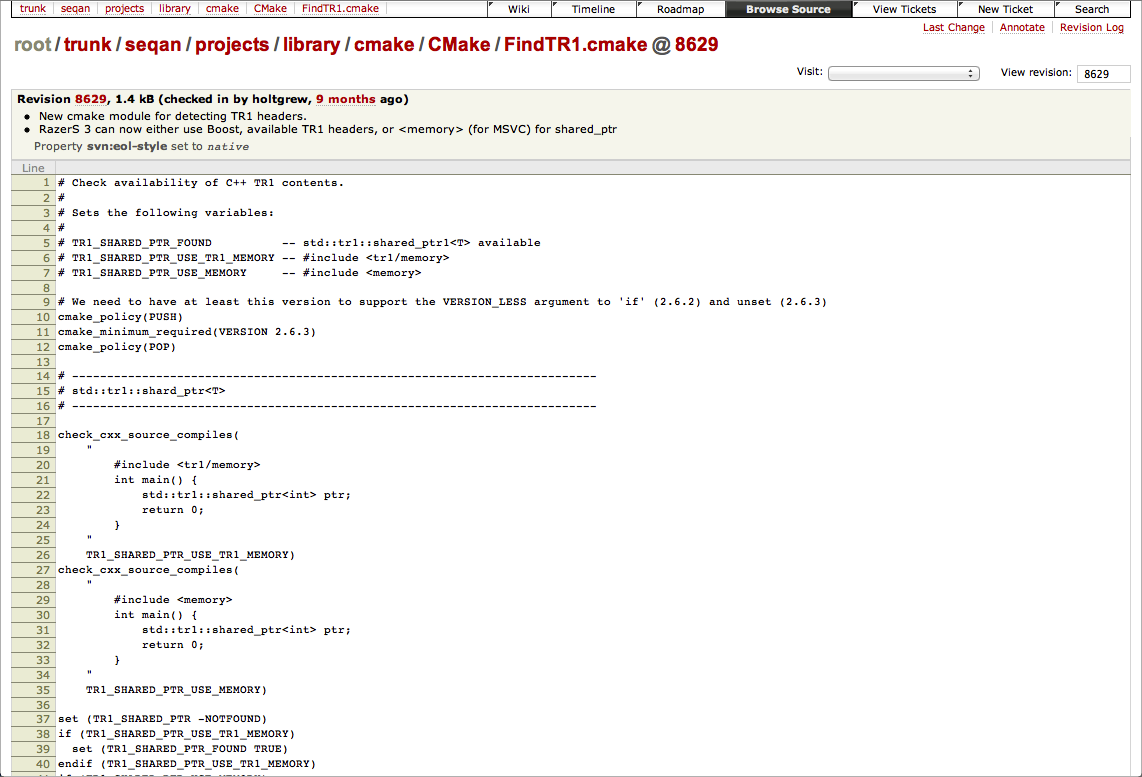 trunk seqan projects library cmake CMake FindTR1.cmake Wiki Timeline Roadmap Browse Source View Tickets New Ticket Search
Last Change Annotate Revision Log
root/trunk/seqan/projects/library/cmake/CMake/FindTR1.cmake @ 8629
Visit: View revision: 8629
Revision 8629, 1.4 kB (checked in by holtgrew, 9 months ago)
• New cmake module for detecting TR1 headers.
• RazerS 3 can now either use Boost, available TR1 headers, or <memory> (for MSVC) for shared_ptr
Property svn:eol-style set to native
Line
1 # Check availability of C++ TR1 contents.
2 #
3 # Sets the following variables:
4 #
5 # TR1_SHARED_PTR_FOUND -- std::tr1::shared_ptr1<T> available
6 # TR1_SHARED_PTR_USE_TR1_MEMORY -- #include <tr1/memory>
7 # TR1_SHARED_PTR_USE_MEMORY -- #include <memory>
8
9 # We need to have at least this version to support the VERSION_LESS argument to 'if' (2.6.2) and unset (2.6.3)
10 cmake_policy(PUSH)
11 cmake_minimum_required(VERSION 2.6.3)
12 cmake_policy(POP)
13
14 # ---------------------------------------------------------------------------
15 # std::tr1::shard_ptr<T>
16 # ---------------------------------------------------------------------------
17
18 check_cxx_source_compiles(
19 "
20 #include <tr1/memory>
21 int main() {
22 std::tr1::shared_ptr<int> ptr;
23 return 0;
24 }
25 "
26 TR1_SHARED_PTR_USE_TR1_MEMORY)
27 check_cxx_source_compiles(
28 "
29 #include <memory>
30 int main() {
31 std::tr1::shared_ptr<int> ptr;
32 return 0;
33 }
34 "
35 TR1_SHARED_PTR_USE_MEMORY)
36
37 set (TR1_SHARED_PTR -NOTFOUND)
38 if (TR1_SHARED_PTR_USE_TR1_MEMORY)
39 set (TR1_SHARED_PTR_FOUND TRUE)
40 endif (TR1_SHARED_PTR_USE_TR1_MEMORY)